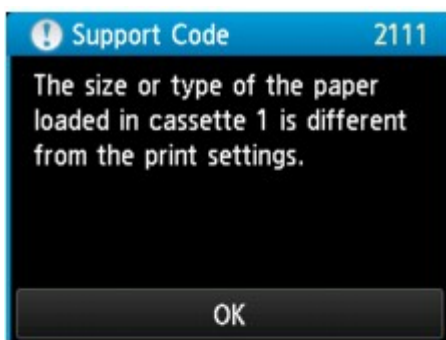 Support Code 2111
The size or type of the paper
loaded in cassette 1 is different
from the print settings.
OK